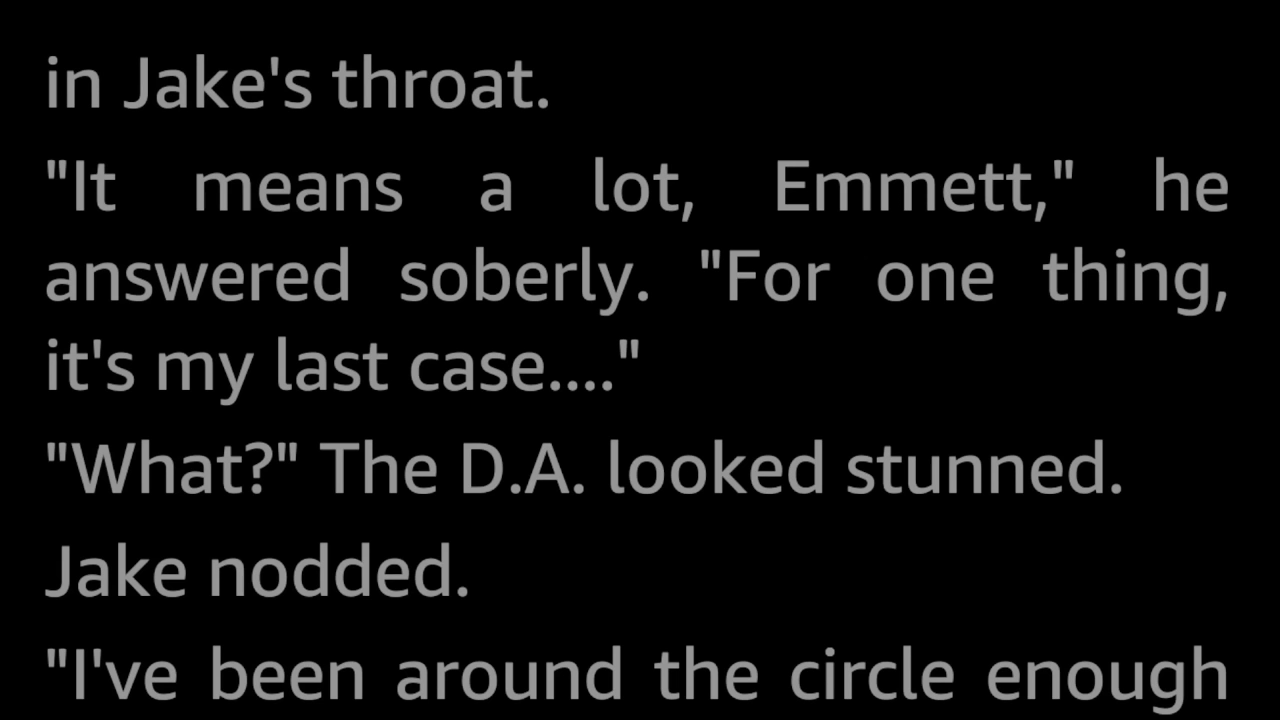 in Jake's throat.
"It means a lot, Emmett," he
answered soberly. "For one thing,
it's my last case...."
"What?" The D.A. looked stunned.
Jake nodded.
"I've been around the circle enough